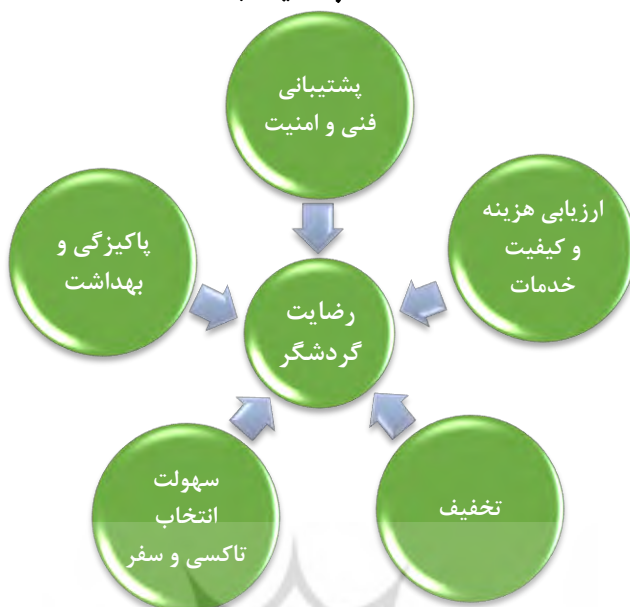 پشتیبانی
فنی و امنیت
ارزیابی هزینه
و کیفیت
خدمات
پاکیزگی و
بهداشت
رضایت
گردشگر
سهولت
انتخاب
تاکسی و سفر
تخفیف